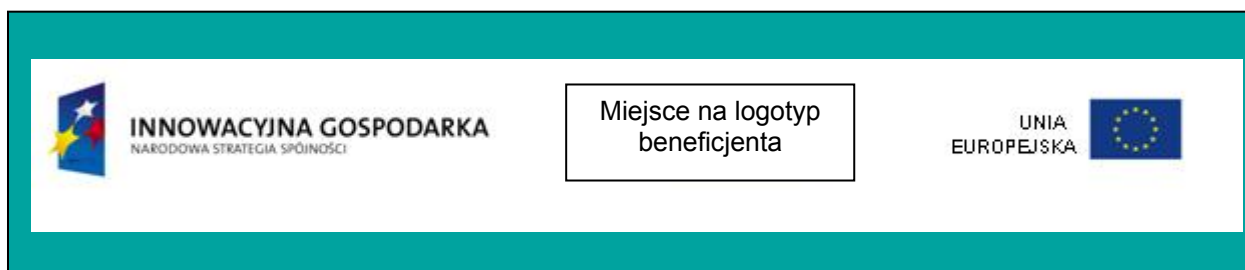 INNOWACYJNA GOSPODARKA
NARODOWA STRATEGIA SPÓJNOŚCI
Miejsce na logotyp
beneficjenta
UNIA
EUROPEJSKA